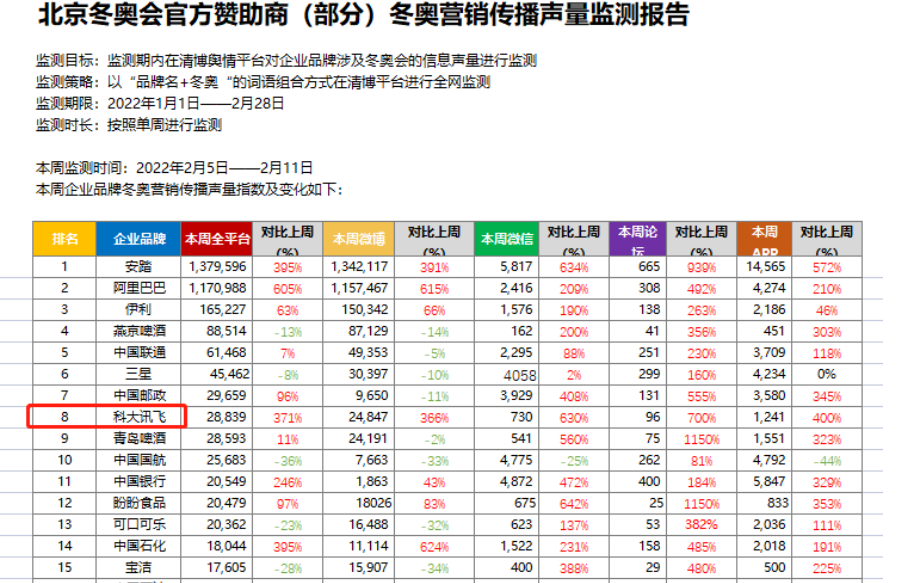 北京冬奥会官方赞助商（部分）冬奥营销传播声量监测报告
监测目标：监测期内在清博舆情平台对企业品牌涉及冬奥会的信息声量进行监测
监测策略：以“品牌名+冬奥“的词语组合方式在清博平台进行全网监测
监测期限：2022年1月1日——2月28日
监测时长：按照单周进行监测
本周监测时间：2022年2月5日——2月11日
本周企业品牌冬奥营销传播声量指数及变化如下：
排名 企业品牌 本周全平台 对比上周(%) 本周微博 对比上周(%) 本周微信 对比上周(%) 本周论坛 对比上周(%) 本周APP 对比上周(%)
1 安踏 1,379,596 395% 1,342,117 391% 5,817 634% 665 939% 14,565 572%
2 阿里巴巴 1,170,988 605% 1,157,467 615% 2,416 209% 308 492% 4,274 210%
3 伊利 165,227 63% 150,342 66% 1,576 190% 138 263% 2,186 46%
4 燕京啤酒 88,514 -13% 87,129 -14% 162 200% 41 356% 451 303%
5 中国联通 61,468 7% 49,353 -5% 2,295 88% 251 230% 3,709 118%
6 三星 45,462 -8% 30,397 -10% 4058 2% 299 160% 4,234 0%
7 中国邮政 29,659 96% 9,650 -11% 3,929 408% 131 555% 3,580 345%
8 科大讯飞 28,839 371% 24,847 366% 730 630% 96 700% 1,241 400%
9 青岛啤酒 28,593 11% 24,191 -2% 541 560% 75 1150% 1,551 323%
10 中国国航 25,683 -36% 7,663 -33% 4,775 -25% 262 81% 4,792 -44%
11 中国银行 20,549 246% 1,863 43% 4,872 472% 400 184% 5,847 329%
12 盼盼食品 20,479 97% 18026 83% 675 642% 25 1150% 833 353%
13 可口可乐 20,362 -23% 16,488 -32% 623 137% 53 382% 2,036 111%
14 中国石化 18,044 395% 11,114 624% 1,522 231% 158 485% 2,018 191%
15 宝洁 17,605 -28% 15,907 -34% 400 388% 29 480% 500 225%